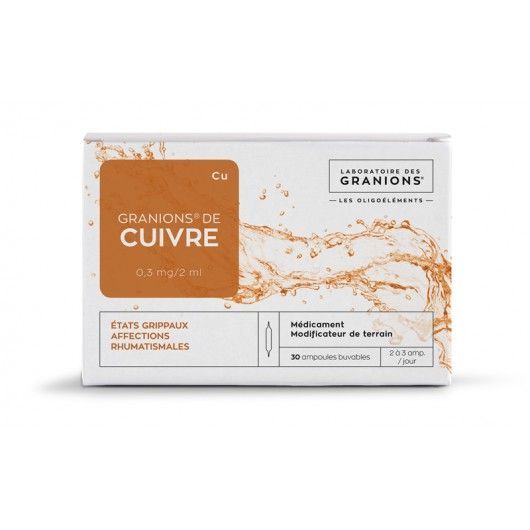 Cu
GRANIONS® DE
CUIVRE
0,3 mg/2 ml
LABORATOIRE DES
GRANIONS®
LES OLIGOÉLÉMENTS
ÉTATS GRIPPAUX
AFFECTIONS
RHUMATISMALES
Médicament
Modificateur de terrain
30 ampoules buvables
2 à 3 amp.
/ jour